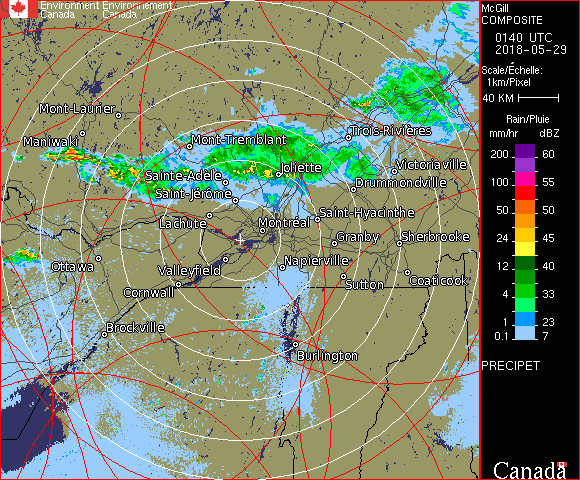 Environment Environnement
Canada Canada
McGill
COMPOSITE
0140 UTC
2018-05-29
Scale/Échelle:
1km/Pixel
40 KM
Rain/Pluie
mm/hr dBZ
200 60
100 55
50 50
24 45
12 40
4 33
1 23
0.1 7
PRECIPET
Canada
Mont-Laurier
Maniwaki
Mont-Tremblant
Trois-Rivières
Sainte-Adèle
Joliette
Victoriaville
Saint-Jérôme
Drummondville
Lachute
Montréal
Saint-Hyacinthe
Granby
Sherbrooke
Ottawa
Valleyfield
Napierville
Cornwall
Sutton
Coaticook
Brockville
Burlington